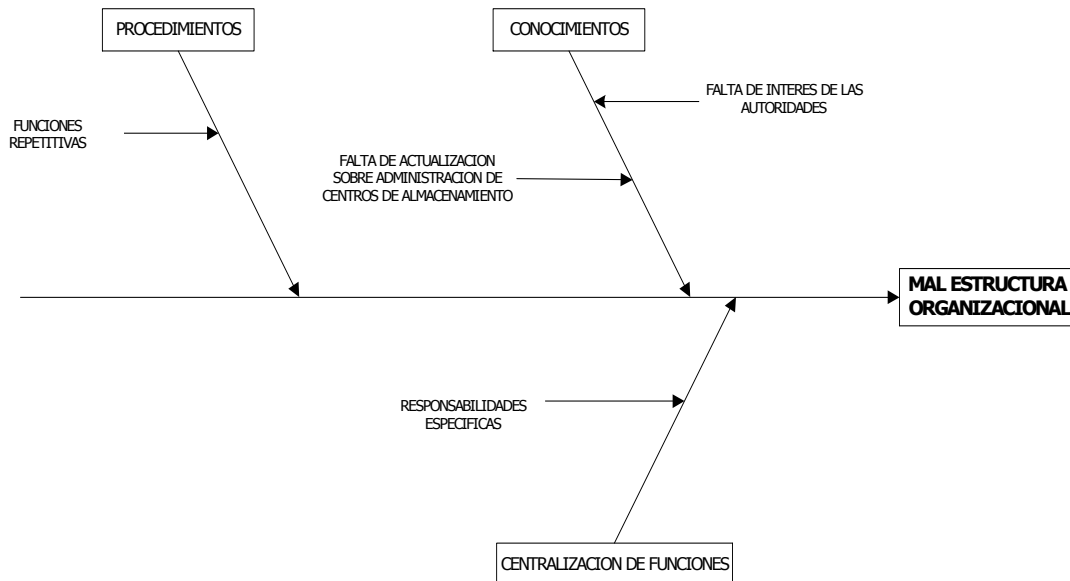 PROCEDIMIENTOS
CONOCIMIENTOS
FALTA DE INTERES DE LAS
AUTORIDADES
FUNCIONES
REPETITIVAS
FALTA DE ACTUALIZACION
SOBRE ADMINISTRACION DE
CENTROS DE ALMACENAMIENTO
MAL ESTRUCTURA
ORGANIZACIONAL
RESPONSABILIDADES
ESPECIFICAS
CENTRALIZACION DE FUNCIONES